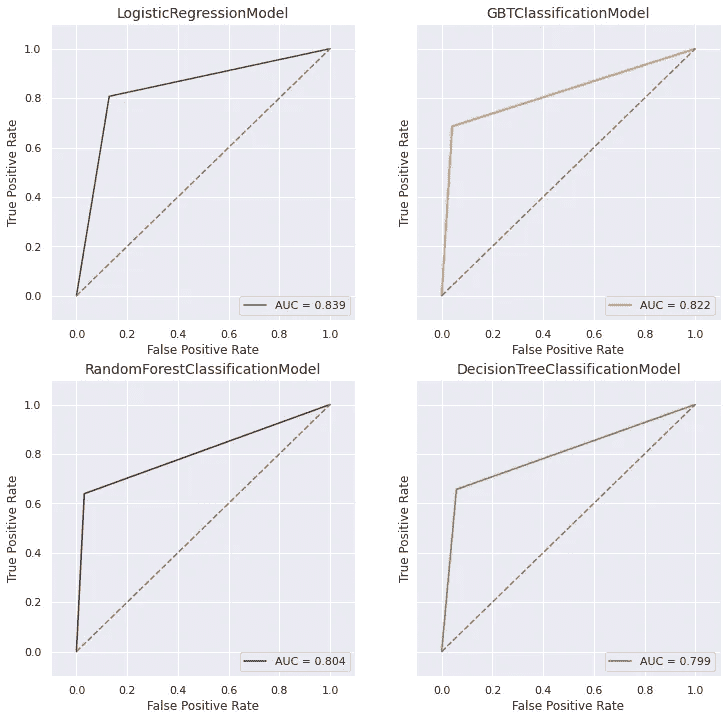 LogisticRegressionModel
1.0
0.8
0.6
0.4
0.2
0.0
True Positive Rate
AUC = 0.839
0.0 0.2 0.4 0.6 0.8 1.0
False Positive Rate
GBTClassificationModel
True Positive Rate
AUC = 0.822
0.0 0.2 0.4 0.6 0.8 1.0
False Positive Rate
RandomForestClassificationModel
1.0
0.8
0.6
0.4
0.2
0.0
True Positive Rate
AUC = 0.804
0.0 0.2 0.4 0.6 0.8 1.0
False Positive Rate
DecisionTreeClassificationModel
True Positive Rate
AUC = 0.799
0.0 0.2 0.4 0.6 0.8 1.0
False Positive Rate